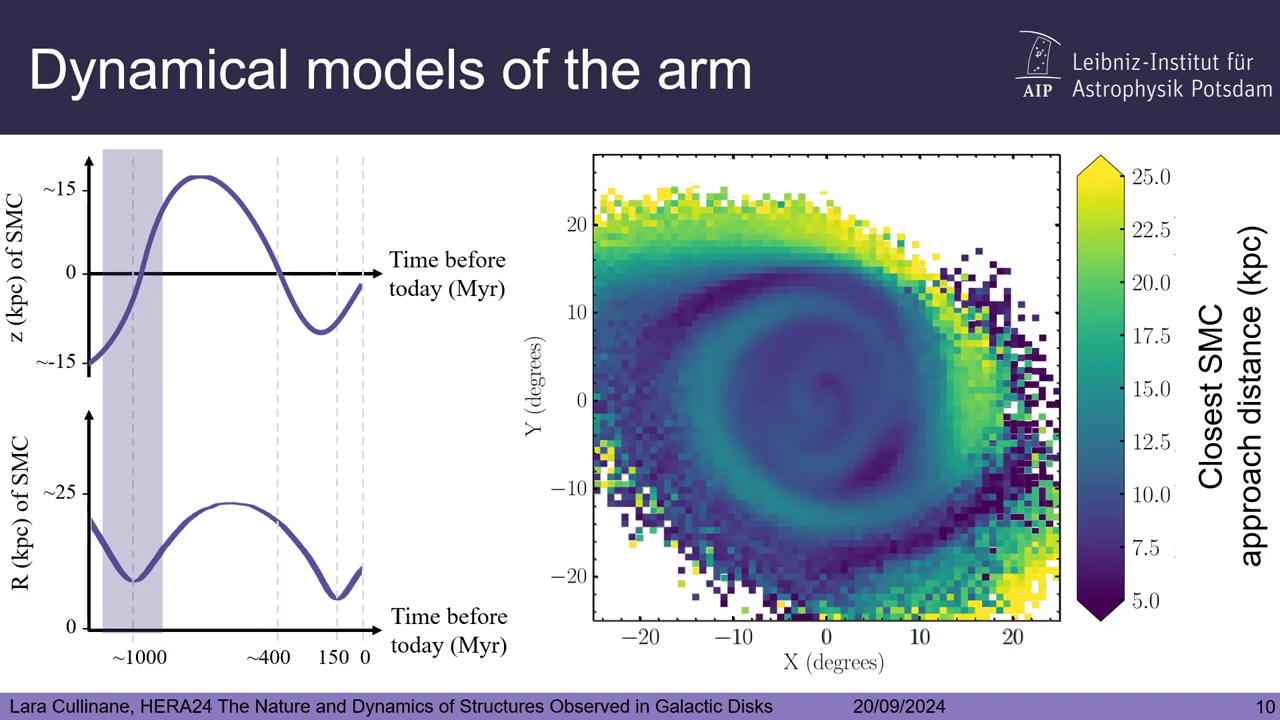 Dynamical models of the arm
AIP
Leibniz-Institut für
Astrophysik Potsdam
z (kpc) of SMC
~15
0
~-15
Time before
today (Myr)
R (kpc) of SMC
~25
0
Time before
today (Myr)
~1000
~400
150
0
Y (degrees)
20
10
0
−10
−20
−20
−10
0
10
20
X (degrees)
25.0
22.5
20.0
17.5
15.0
12.5
10.0
7.5
5.0
Closest SMC
approach distance (kpc)
Lara Cullinane, HERA24 The Nature and Dynamics of Structures Observed in Galactic Disks
20/09/2024
10